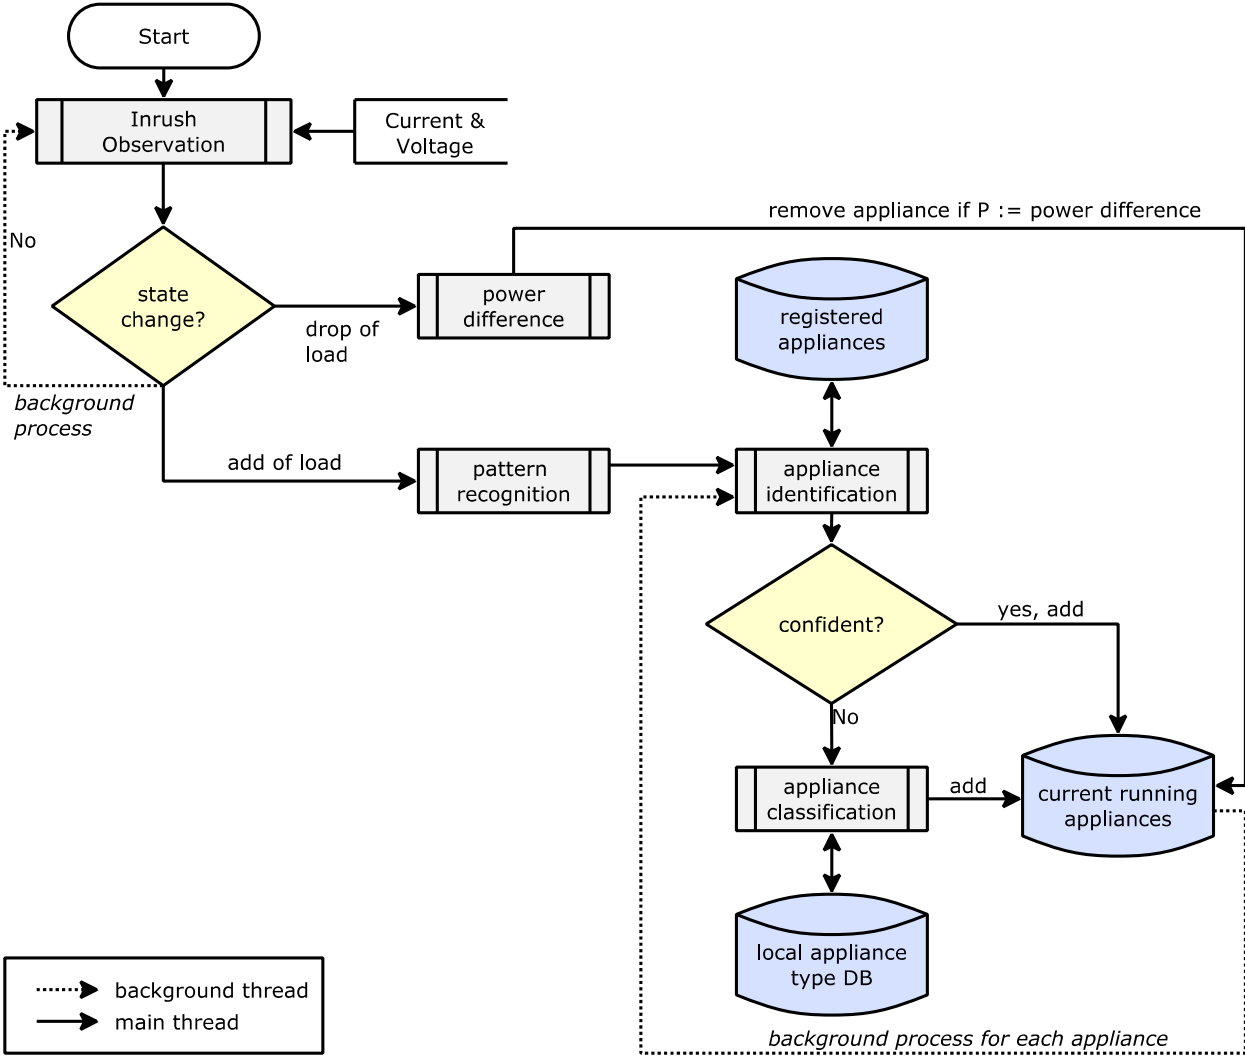 Start
Inrush
Observation
Current &
Voltage
remove appliance if P := power difference
No
state
change?
power
difference
registered
appliances
drop of
load
background
process
add of load
pattern
recognition
appliance
identification
confident?
yes, add
No
appliance
classification
add
current running
appliances
local appliance
type DB
background thread
main thread
background process for each appliance